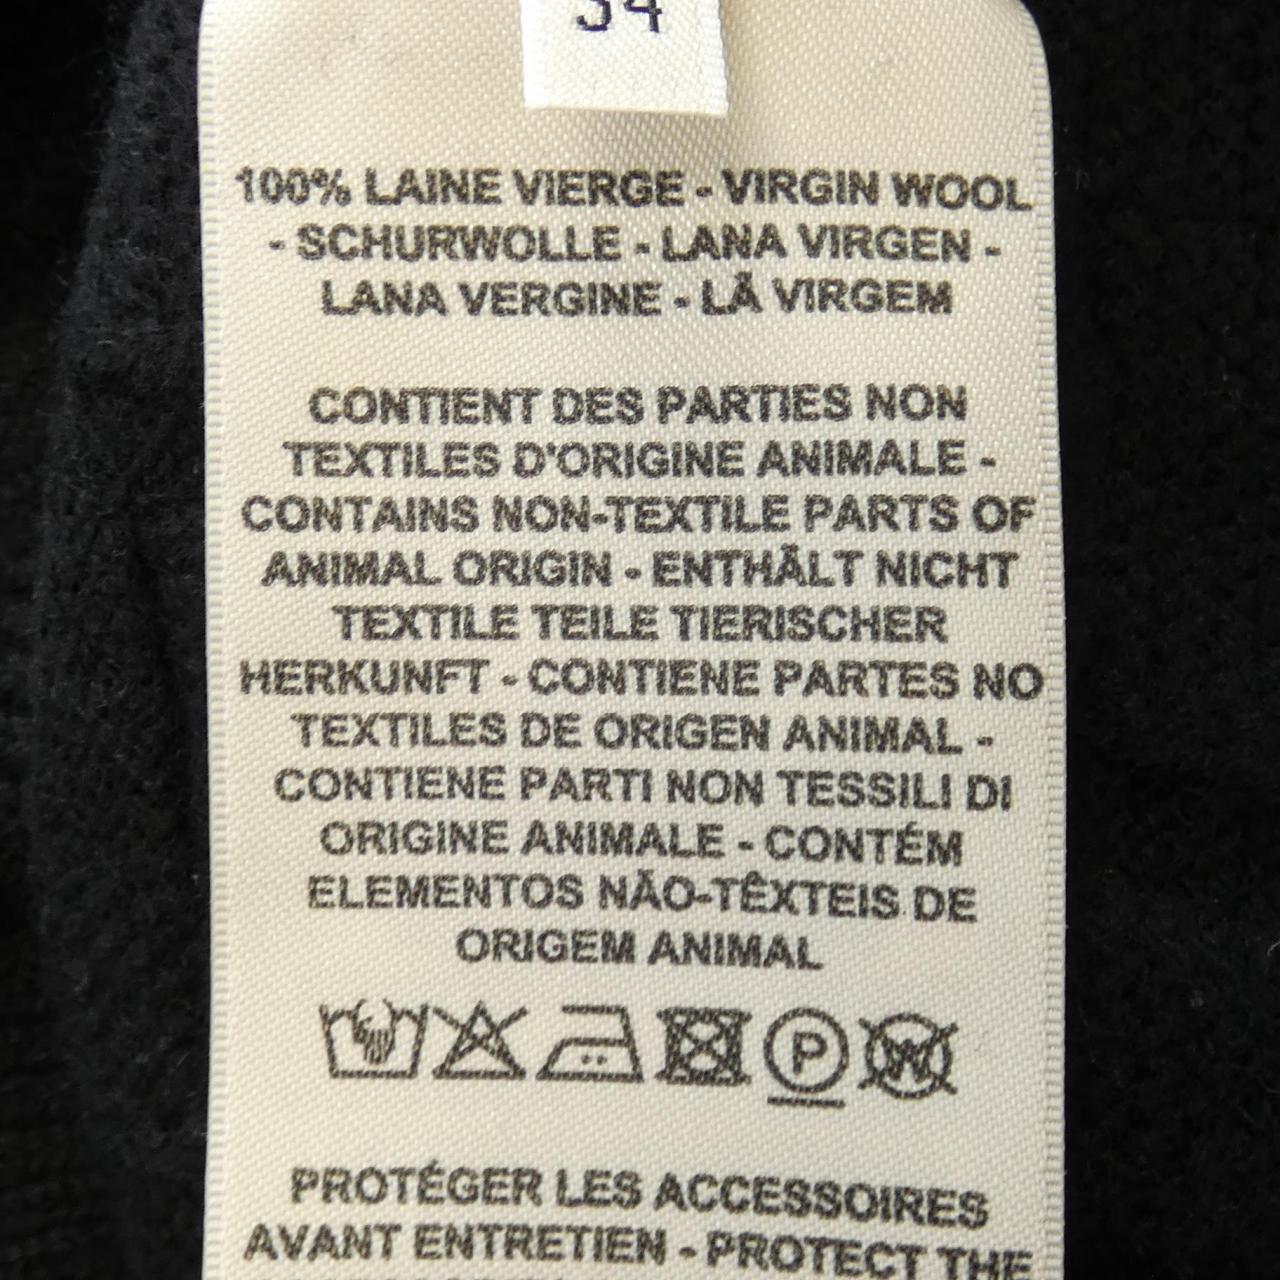 34
100% LAINE VIERGE - VIRGIN WOOL
- SCHURWOLLE - LANA VIRGEN -
LANA VERGINE - LÃ VIRGEM
CONTIENT DES PARTIES NON
TEXTILES D'ORIGINE ANIMALE -
CONTAINS NON-TEXTILE PARTS OF
ANIMAL ORIGIN - ENTHÄLT NICHT
TEXTILE TEILE TIERISCHER
HERKUNFT - CONTIENE PARTES NO
TEXTILES DE ORIGEN ANIMAL -
CONTIENE PARTI NON TESSILI DI
ORIGINE ANIMALE - CONTÉM
ELEMENTOS NÃO-TÊXTEIS DE
ORIGEM ANIMAL
P W
PROTÉGER LES ACCESSOIRES
AVANT ENTRETIEN - PROTECT THE